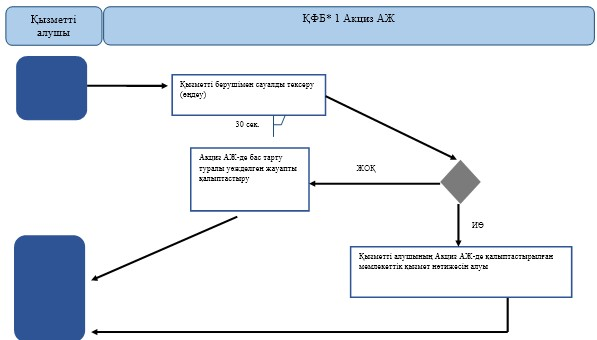 Қызметті
алушы
ҚФБ* 1 Акциз АЖ
Қызметті берушімен сауалды тексеру
(өңдеу)
30 сек.
Акциз АЖ-де бас тарту
туралы уәжделген жауапты
қалыптастыру
ЖОҚ
ИӘ
Қызметті алушының Акциз АЖ-де қалыптастырылған
мемлекеттік қызмет нәтижесін алуы